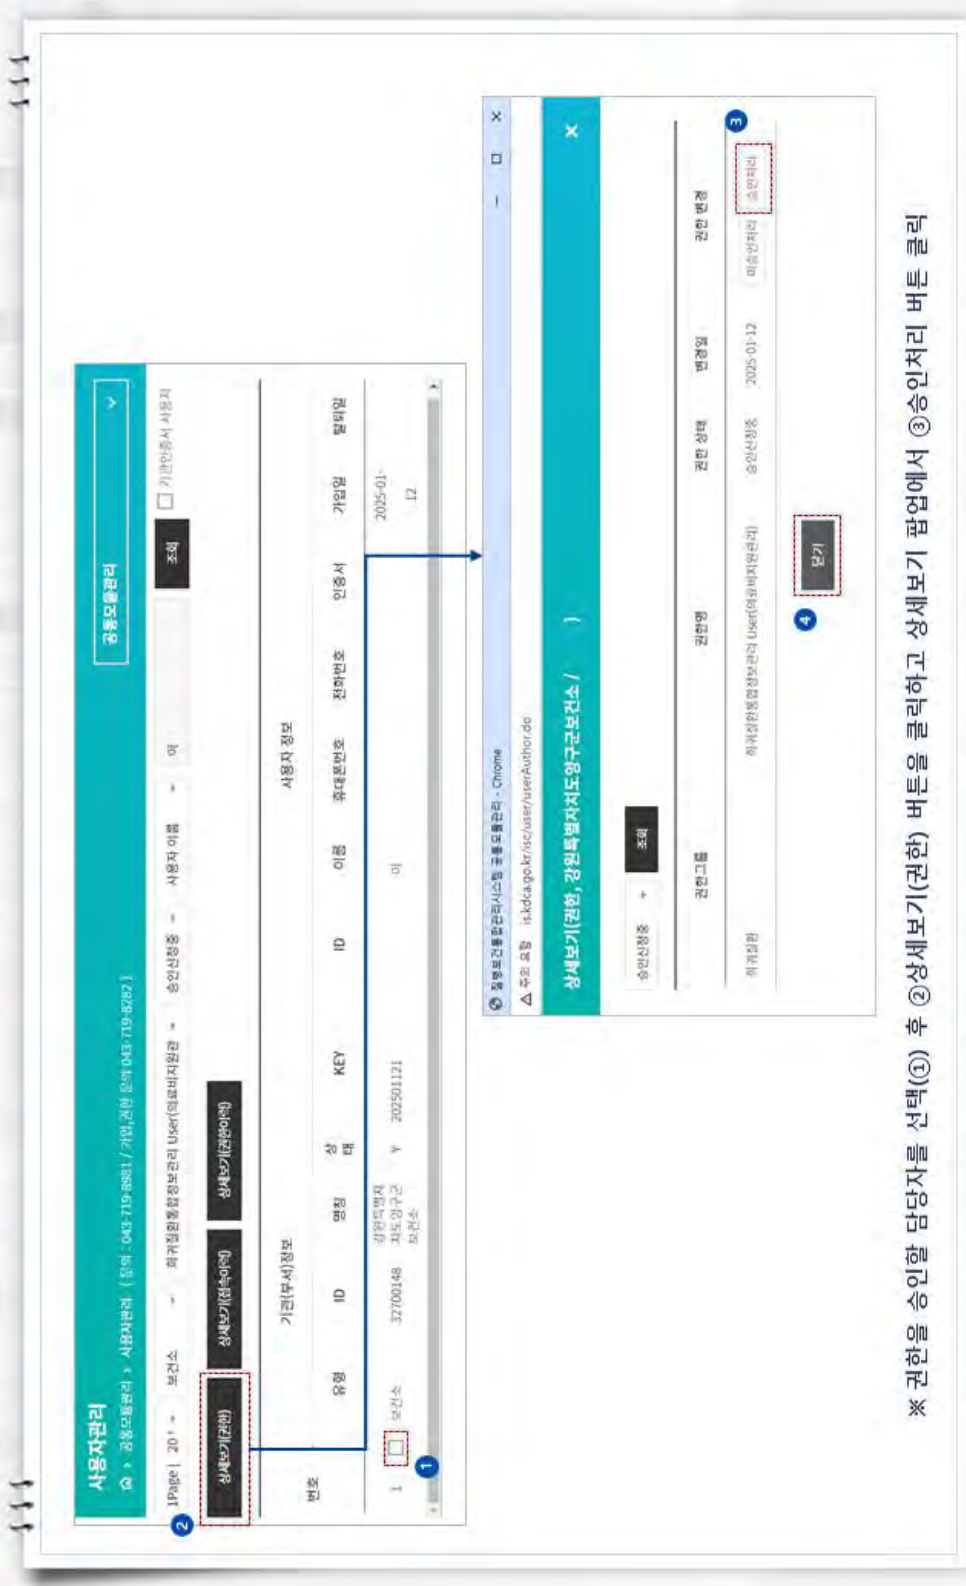 사용자관리
공통모듈관리
> 공통모듈관리 > 사용자관리 ( 문의 : 043-719-8981 / 가입,권한 문의 043-719-8282 )
1Page | 20 보건소 희귀질환통합정보관리 User(의료비지원관 승인신청중 사용자 이름 이 조회 기관인증서 사용자
② 상세보기(권한) 상세보기(접속이력) 상세보기(권한이력)
번호 기관(부서)정보 사용자 정보
유형 ID 명칭 상태 KEY ID 이름 휴대폰번호 전화번호 인증서 가입일 탈퇴일
1 보건소 32700148 강원특별자치도양구군보건소 Y 202501121 이 2025-01-12
①
질병보건통합관리시스템 공통모듈관리 - Chrome
주의 요함 is.kdca.go.kr/isc/user/userAuthor.do
상세보기(권한, 강원특별자치도양구군보건소 / )
승인신청중 조회
권한그룹 권한명 권한 상태 변경일 권한 변경
희귀질환 희귀질환통합정보관리 User(의료비지원관리) 승인신청중 2025-01-12 미승인처리 승인처리 ③
④ 닫기
※ 권한을 승인할 담당자를 선택(①) 후 ②상세보기(권한) 버튼을 클릭하고 상세보기 팝업에서 ③승인처리 버튼 클릭